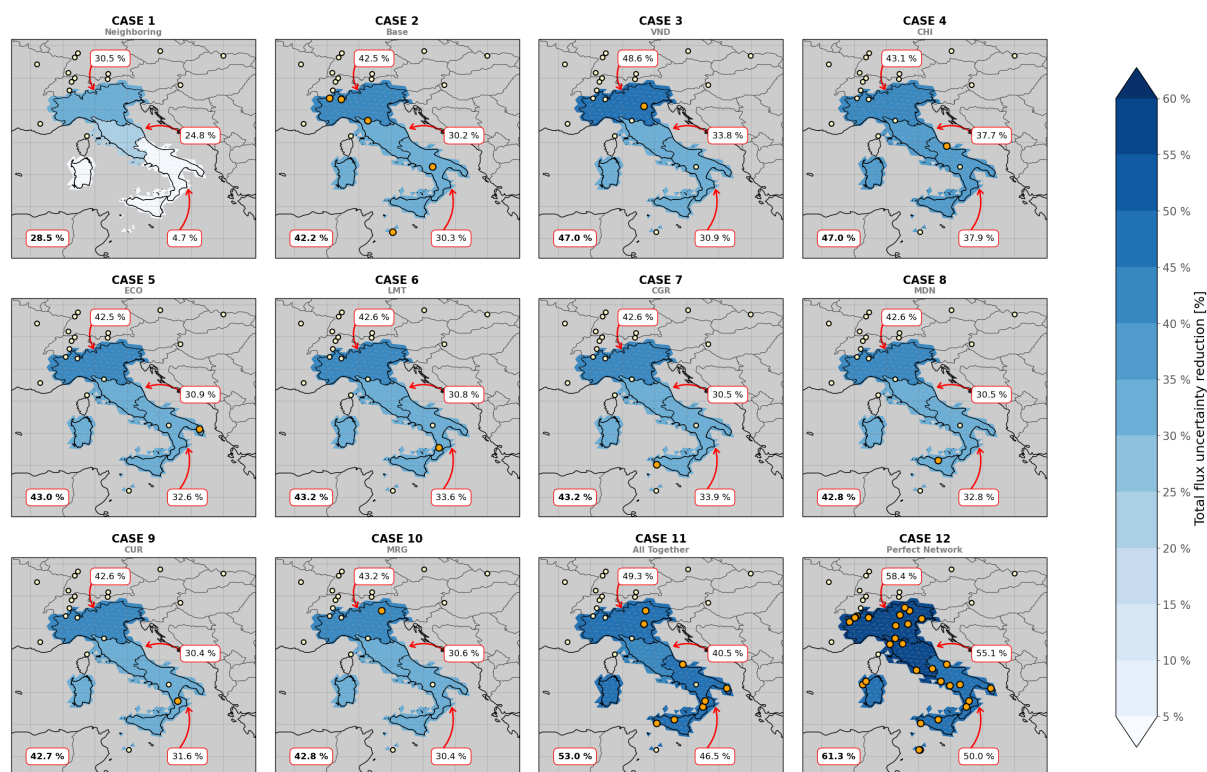 CASE 1
Neighboring
30.5 %
24.8 %
28.5 %
4.7 %
CASE 2
Base
42.5 %
30.2 %
42.2 %
30.3 %
CASE 3
VND
48.6 %
33.8 %
47.0 %
30.9 %
CASE 4
CHI
43.1 %
37.7 %
47.0 %
37.9 %
CASE 5
ECO
42.5 %
30.9 %
43.0 %
32.6 %
CASE 6
LMT
42.6 %
30.8 %
43.2 %
33.6 %
CASE 7
CGR
42.6 %
30.5 %
43.2 %
33.9 %
CASE 8
MDN
42.6 %
30.5 %
42.8 %
32.8 %
CASE 9
CUR
42.6 %
30.4 %
42.7 %
31.6 %
CASE 10
MRG
43.2 %
30.6 %
42.8 %
30.4 %
CASE 11
All Together
49.3 %
40.5 %
53.0 %
46.5 %
CASE 12
Perfect Network
58.4 %
55.1 %
61.3 %
50.0 %
60 %
55 %
50 %
45 %
40 %
35 %
30 %
25 %
20 %
15 %
10 %
5 %
Total flux uncertainty reduction [%]